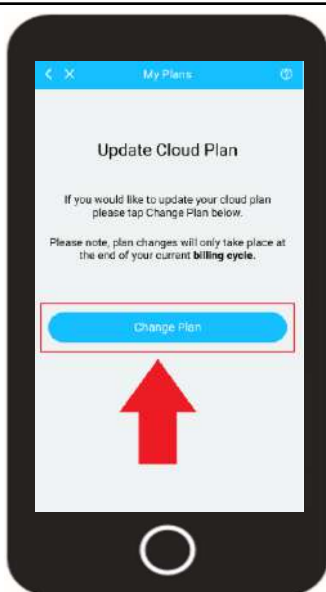 My Plans
Update Cloud Plan
If you would like to update your cloud plan
please tap Change Plan below.
Please note, plan changes will only take place at
the end of your current billing cycle.
Change Plan